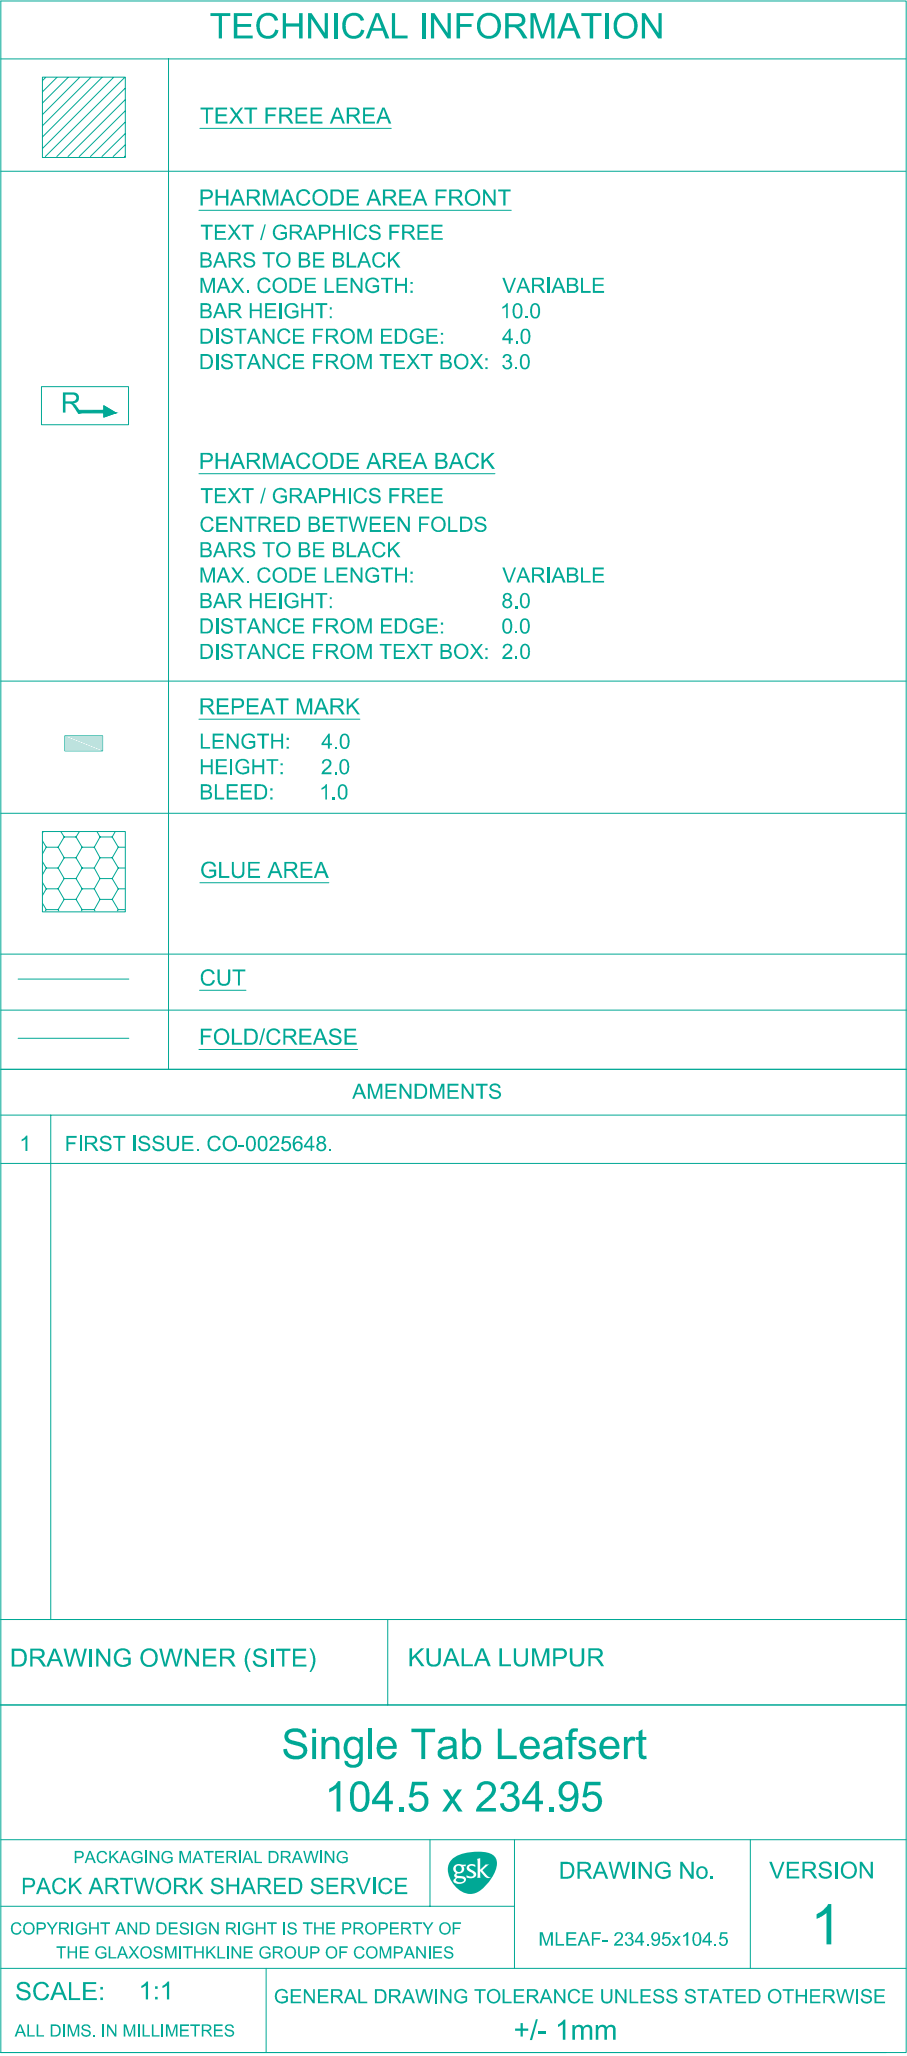 TECHNICAL INFORMATION
TEXT FREE AREA
PHARMACODE AREA FRONT
TEXT / GRAPHICS FREE
BARS TO BE BLACK
MAX. CODE LENGTH: VARIABLE
BAR HEIGHT: 10.0
DISTANCE FROM EDGE: 4.0
DISTANCE FROM TEXT BOX: 3.0
R
PHARMACODE AREA BACK
TEXT / GRAPHICS FREE
CENTRED BETWEEN FOLDS
BARS TO BE BLACK
MAX. CODE LENGTH: VARIABLE
BAR HEIGHT: 8.0
DISTANCE FROM EDGE: 0.0
DISTANCE FROM TEXT BOX: 2.0
REPEAT MARK
LENGTH: 4.0
HEIGHT: 2.0
BLEED: 1.0
GLUE AREA
CUT
FOLD/CREASE
AMENDMENTS
1 FIRST ISSUE. CO-0025648.
DRAWING OWNER (SITE) KUALA LUMPUR
Single Tab Leafsert
104.5 x 234.95
PACKAGING MATERIAL DRAWING
PACK ARTWORK SHARED SERVICE
gsk
COPYRIGHT AND DESIGN RIGHT IS THE PROPERTY OF
THE GLAXOSMITHKLINE GROUP OF COMPANIES
DRAWING No.
MLEAF- 234.95x104.5
VERSION
1
SCALE: 1:1
ALL DIMS. IN MILLIMETRES
GENERAL DRAWING TOLERANCE UNLESS STATED OTHERWISE
+/- 1mm